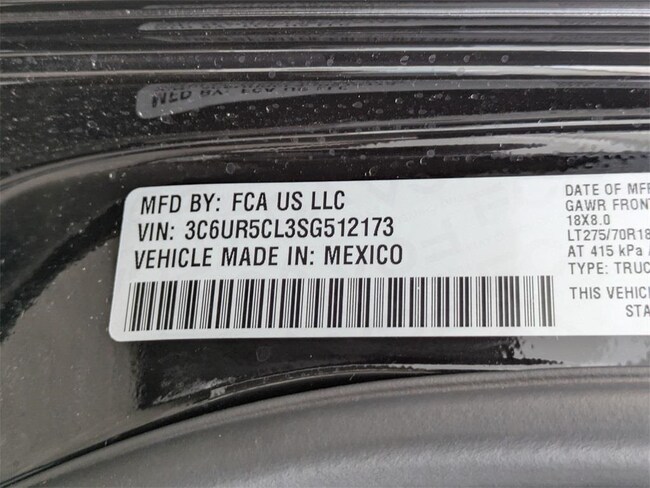 MFD BY: FCA US LLC
VIN: 3C6UR5CL3SG512173
VEHICLE MADE IN: MEXICO
DATE OF MFR
GAWR FRONT
18X8.0
LT275/70R18
AT 415 kPa /
TYPE: TRUC
THIS VEHIC
STA